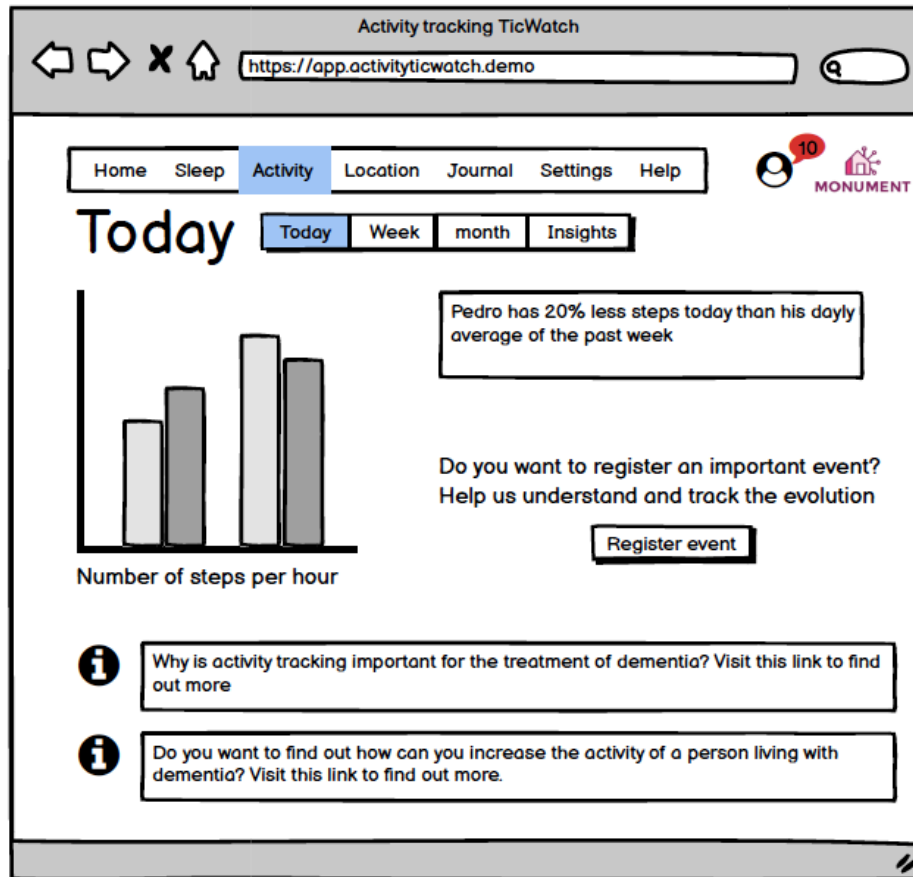 Activity tracking TicWatch
https://app.activityticwatch.demo
Home Sleep Activity Location Journal Settings Help
10
MONUMENT
Today
Today Week month Insights
Pedro has 20% less steps today than his dayly
average of the past week
Do you want to register an important event?
Help us understand and track the evolution
Register event
Number of steps per hour
Why is activity tracking important for the treatment of dementia? Visit this link to find
out more
Do you want to find out how can you increase the activity of a person living with
dementia? Visit this link to find out more.